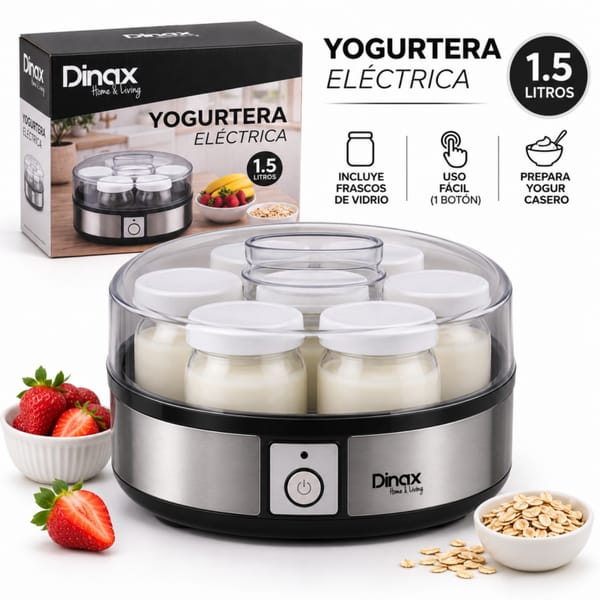 Dinax
Home & Living
YOGURTERA
ELÉCTRICA
1.5
LITROS
YOGURTERA
ELÉCTRICA
1.5
LITROS
INCLUYE
FRASCOS
DE VIDRIO
USO
FÁCIL
(1 BOTÓN)
PREPARA
YOGUR
CASERO
Dinax
Home & Living